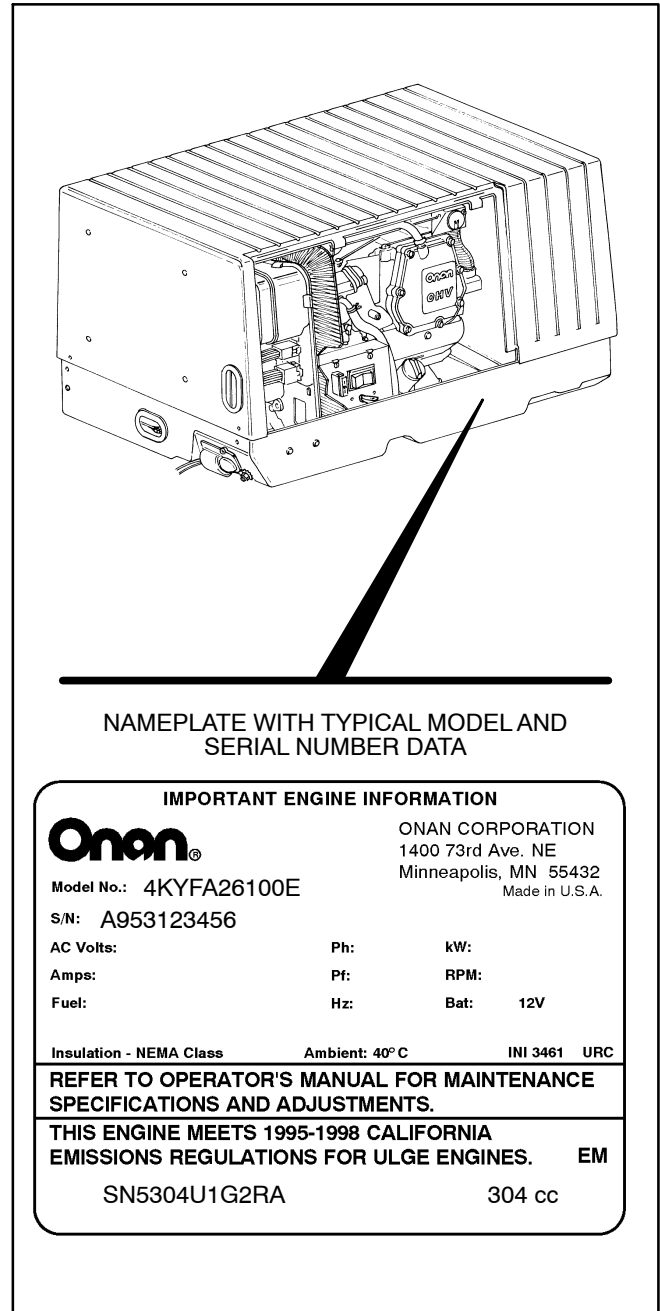 Onan
OHV
NAMEPLATE WITH TYPICAL MODEL AND
SERIAL NUMBER DATA
IMPORTANT ENGINE INFORMATION
Onan®
ONAN CORPORATION
1400 73rd Ave. NE
Minneapolis, MN 55432
Made in U.S.A.
Model No.: 4KYFA26100E
S/N: A953123456
AC Volts: Ph: kW:
Amps: Pf: RPM:
Fuel: Hz: Bat: 12V
Insulation - NEMA Class Ambient: 40°C INI 3461 URC
REFER TO OPERATOR'S MANUAL FOR MAINTENANCE
SPECIFICATIONS AND ADJUSTMENTS.
THIS ENGINE MEETS 1995-1998 CALIFORNIA
EMISSIONS REGULATIONS FOR ULGE ENGINES. EM
SN5304U1G2RA 304 cc